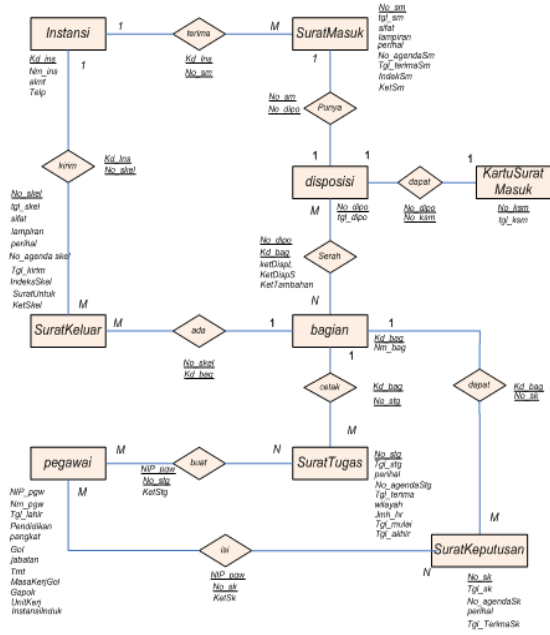 Instansi
1
terima
M
SuratMasuk
Kd_ins
Nm_ins
almt
Telp
1
Kd_Ins
No_sm
1
No_sm
tgl_sm
sifat
lampiran
perihal
No_agendaSm
Tgl_terimaSm
IndekSm
KetSm
No_sm
No_dipo
Punya
kirim
Kd_Ins
No_skel
1
disposisi
1
dapat
1
KartuSurat
Masuk
M
No_dipo
tgl_dipo
No_dipo
No_ksm
No_ksm
tgl_ksm
No_skel
tgl_skel
sifat
lampiran
perihal
No_agenda skel
Tgl_kirim
IndeksSkel
SuratUntuk
KetSkel
No_dipo
Kd_bag
ketDispL
KetDispS
KetTambahan
Serah
M
N
SuratKeluar
M
ada
1
bagian
1
No_skel
Kd_bag
1
Kd_bag
Nm_bag
cetak
Kd_bag
No_stg
dapat
Kd_bag
No_sk
M
pegawai
M
buat
N
SuratTugas
M
NIP_pgw
No_stg
KetStg
NIP_pgw
Nm_pgw
Tgl_lahir
Pendidikan
pangkat
Gol
jabatan
Tmt
MasaKerjGol
Gapok
UnitKerj
InstansiInduk
No_stg
Tgl_stg
perihal
No_agendaStg
Tgl_terima
wilayah
Jmh_hr
Tgl_mulai
Tgl_akhir
M
isi
SuratKeputusan
N
NIP_pgw
No_sk
KetSk
No_sk
Tgl_sk
No_agendaSk
perihal
Tgl_TerimaSk